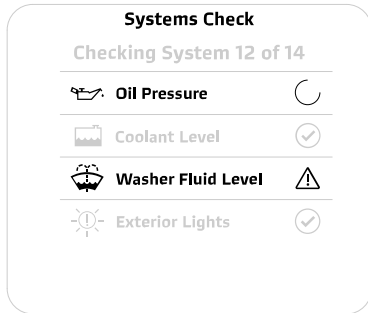 Systems Check
Checking System 12 of 14
Oil Pressure
Coolant Level
Washer Fluid Level
Exterior Lights